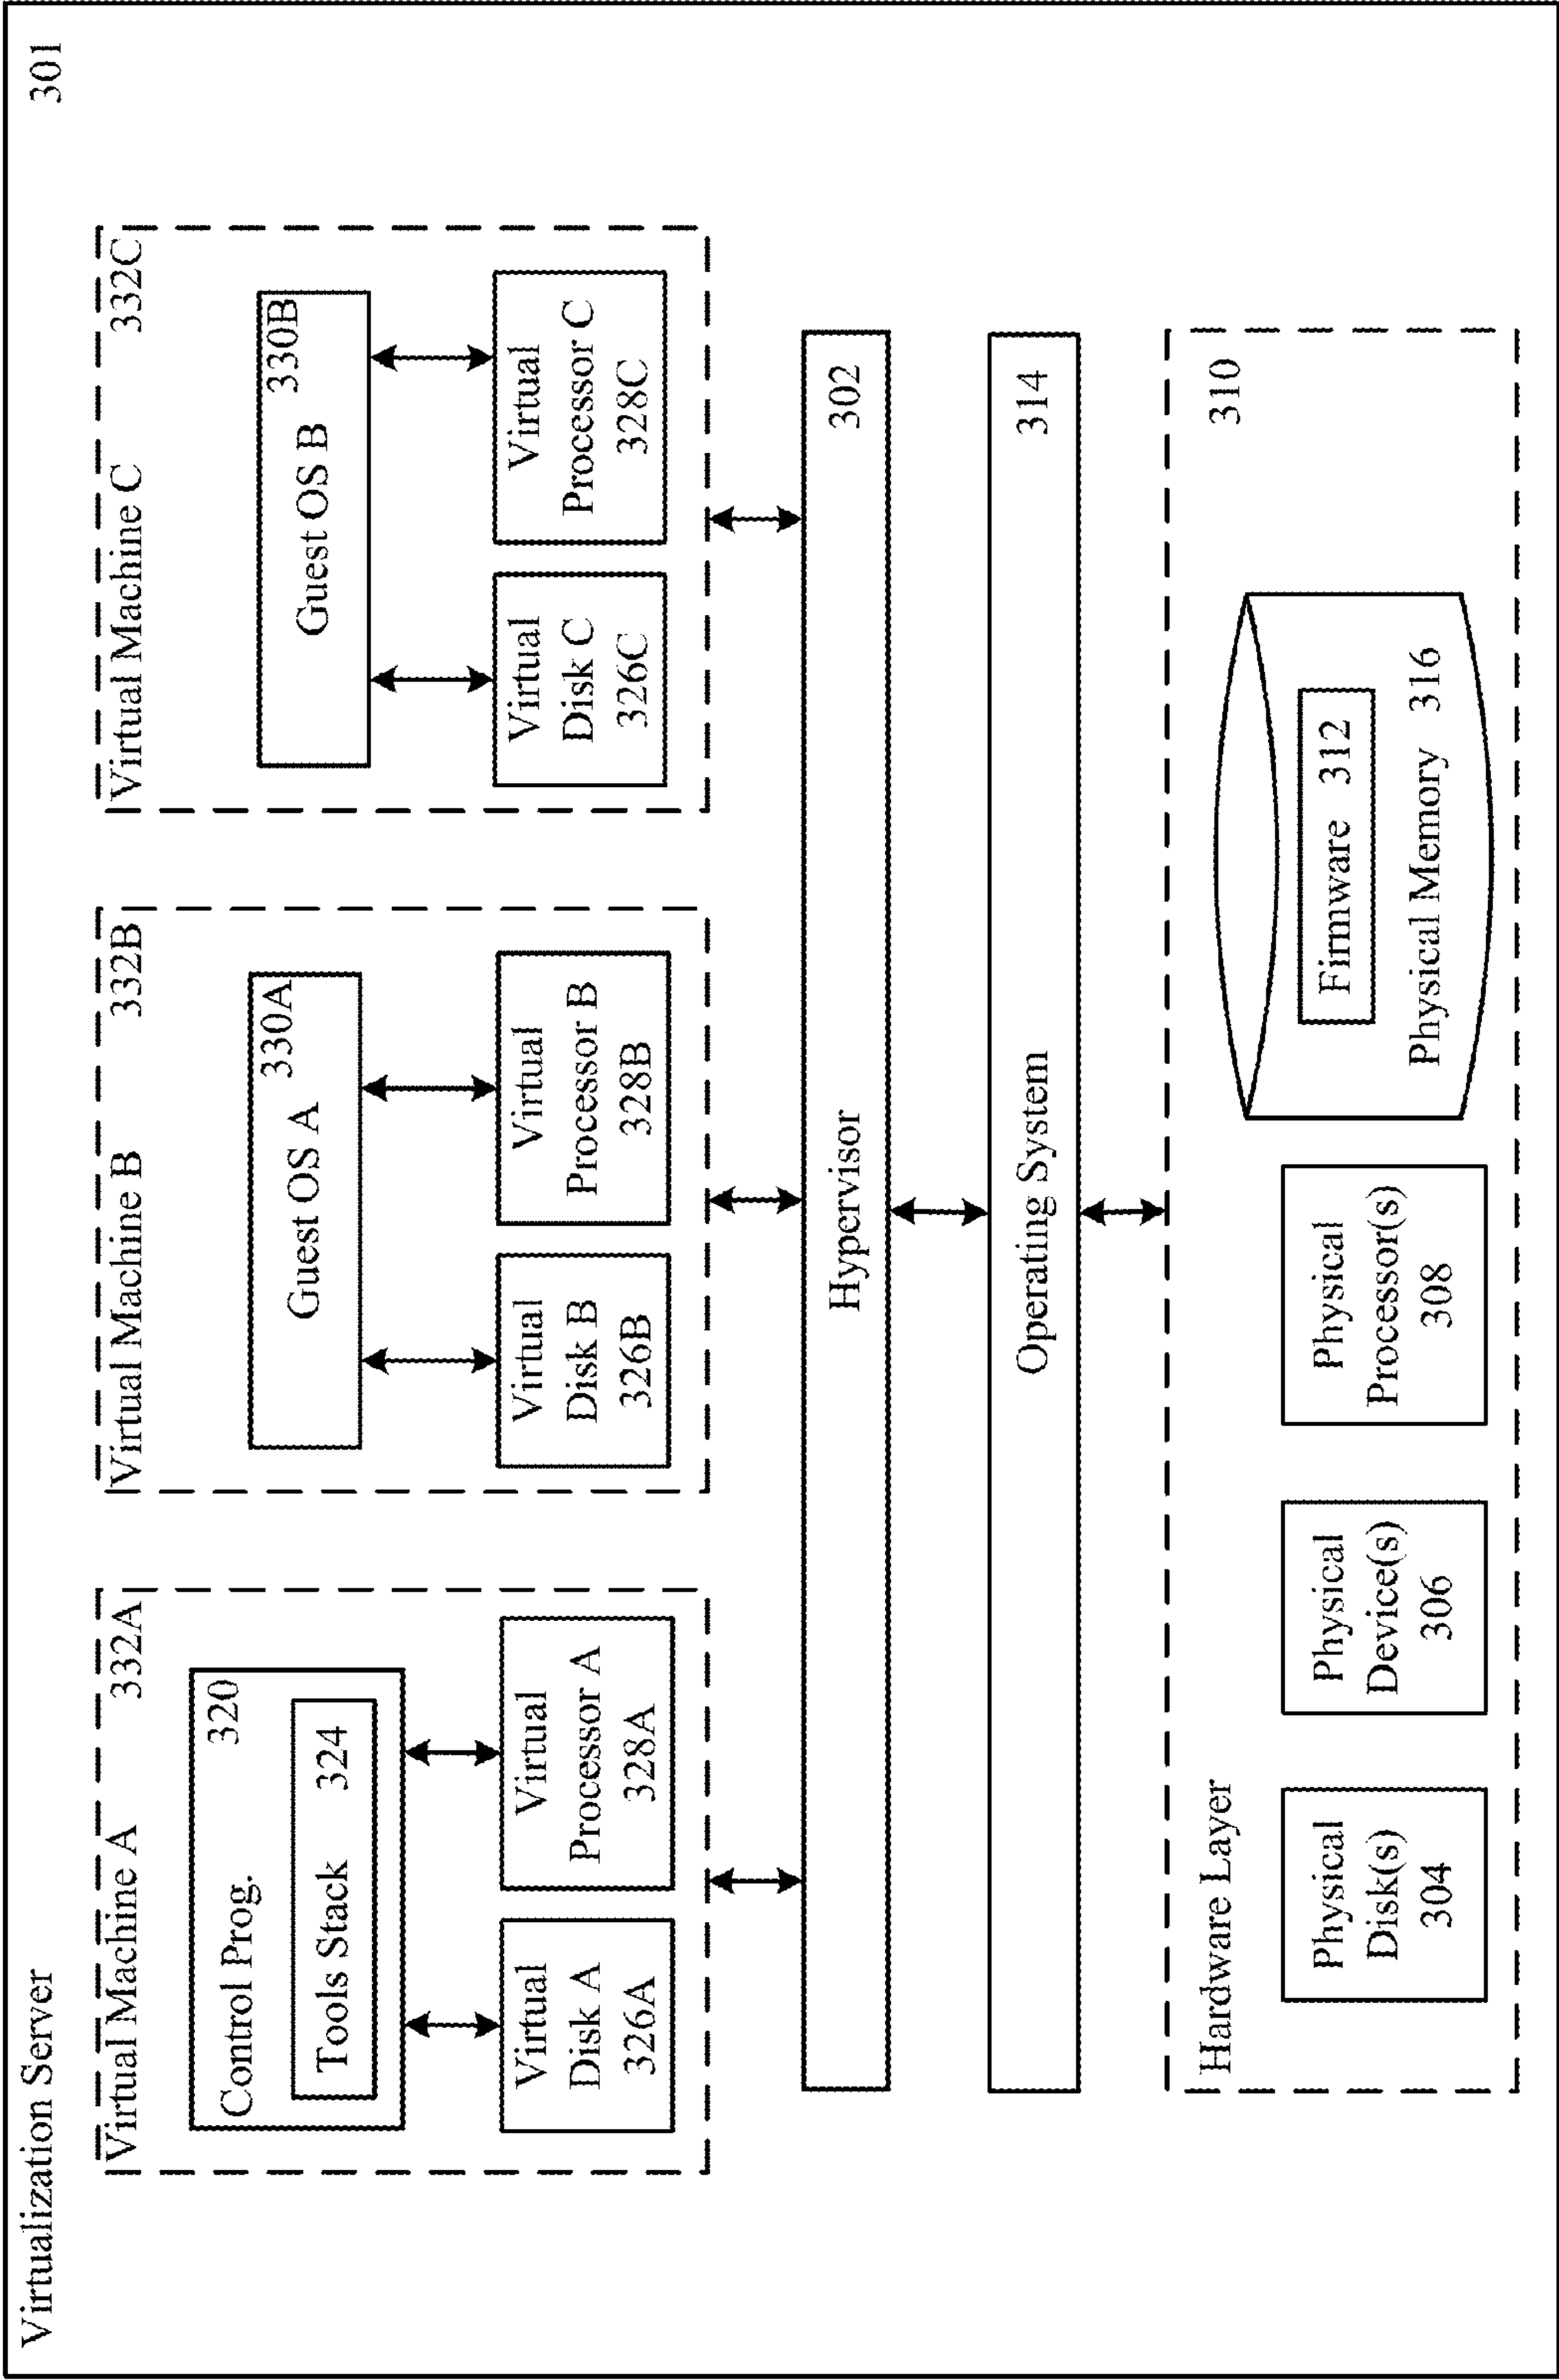 Virtualization Server 301
Virtual Machine A 332A
Control Prog. 320
Tools Stack 324
Virtual
Disk A
326A
Virtual
Processor A
328A
Virtual Machine B 332B
Guest OS A 330A
Virtual
Disk B
326B
Virtual
Processor B
328B
Virtual Machine C 332C
Guest OS B 330B
Virtual
Disk C
326C
Virtual
Processor C
328C
Hypervisor 302
Operating System 314
Hardware Layer 310
Physical
Disk(s)
304
Physical
Device(s)
306
Physical
Processor(s)
308
Firmware 312
Physical Memory 316